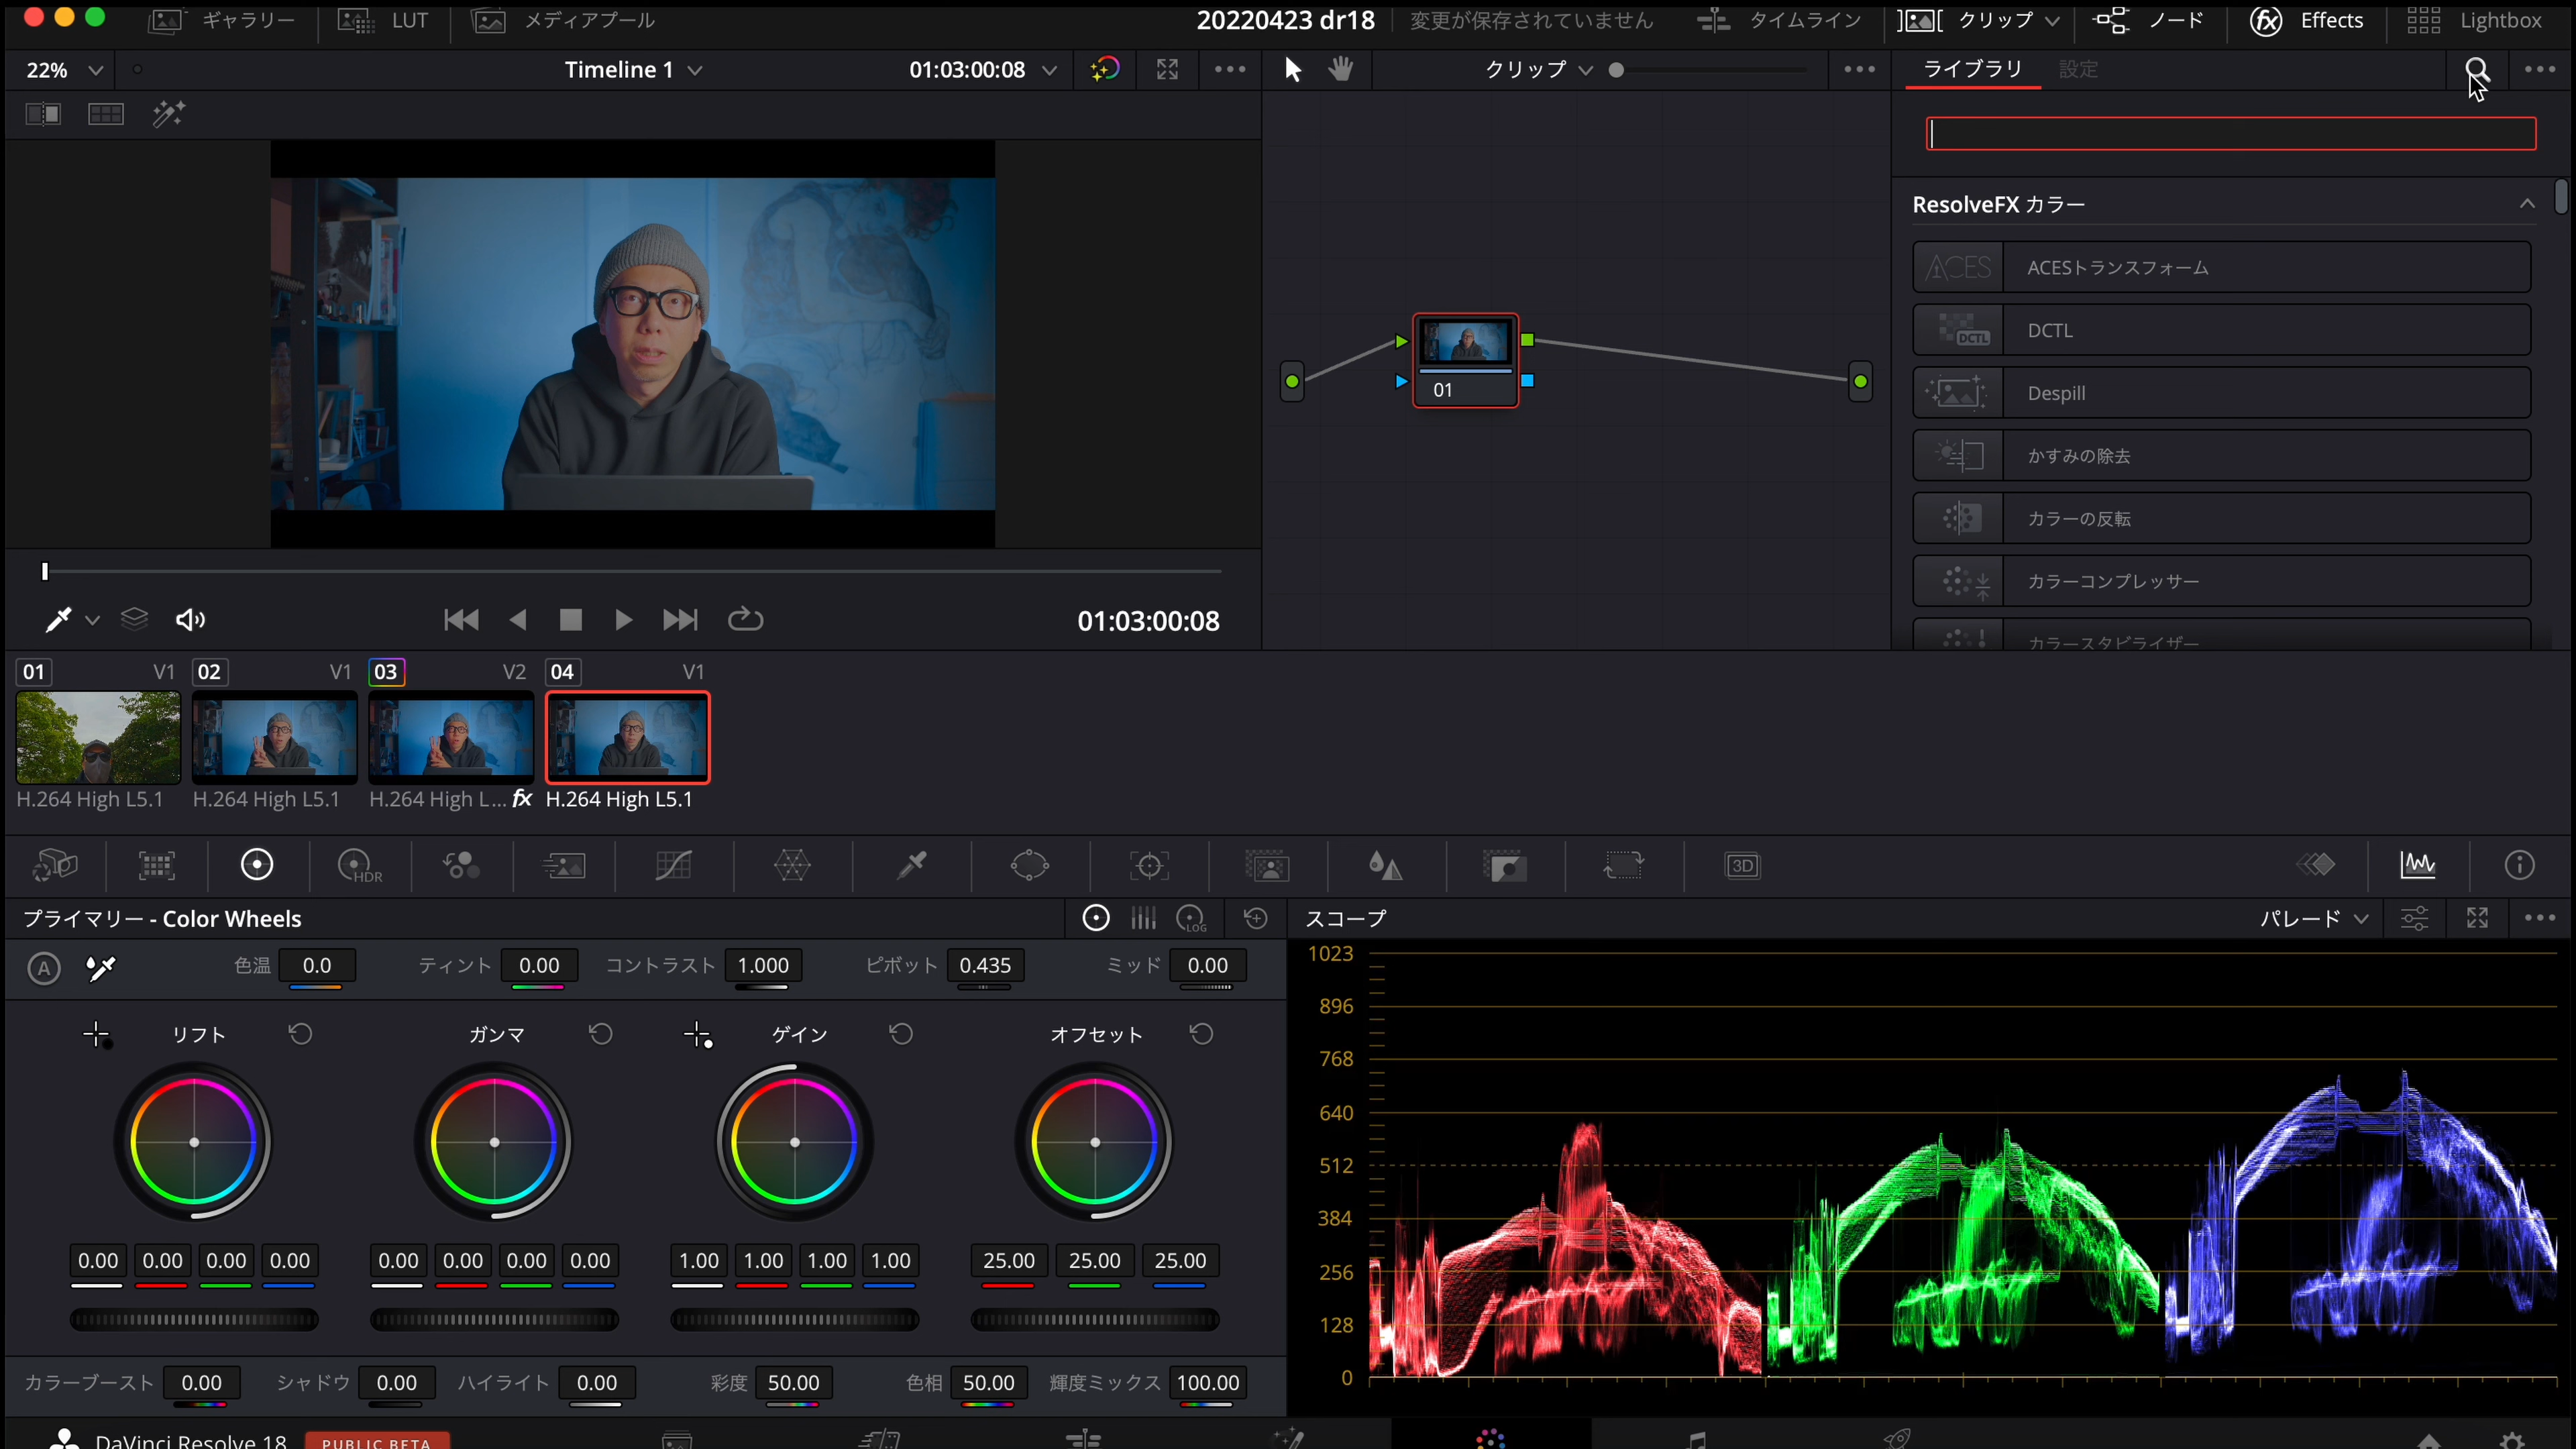 ギャラリー LUT メディアプール 20220423 dr18 変更が保存されていません タイムライン クリップ ノード Effects Lightbox
22% Timeline 1 01:03:00:08 クリップ ライブラリ 設定
ResolveFX カラー
ACES ACESトランスフォーム
DCTL DCTL
Despill
かすみの除去
カラーの反転
カラーコンプレッサー
カラースタビライザー
01
01:03:00:08
01 V1 02 V1 03 V2 04 V1
H.264 High L5.1 H.264 High L5.1 H.264 High L... fx H.264 High L5.1
HDR 3D
プライマリー - Color Wheels LOG スコープ パレード
A 色温 0.0 ティント 0.00 コントラスト 1.000 ピボット 0.435 ミッド 0.00
リフト ガンマ ゲイン オフセット
0.00 0.00 0.00 0.00 0.00 0.00 0.00 0.00 1.00 1.00 1.00 1.00 25.00 25.00 25.00
カラーブースト 0.00 シャドウ 0.00 ハイライト 0.00 彩度 50.00 色相 50.00 輝度ミックス 100.00
1023
896
768
640
512
384
256
128
0
DaVinci Resolve 18 PUBLIC BETA